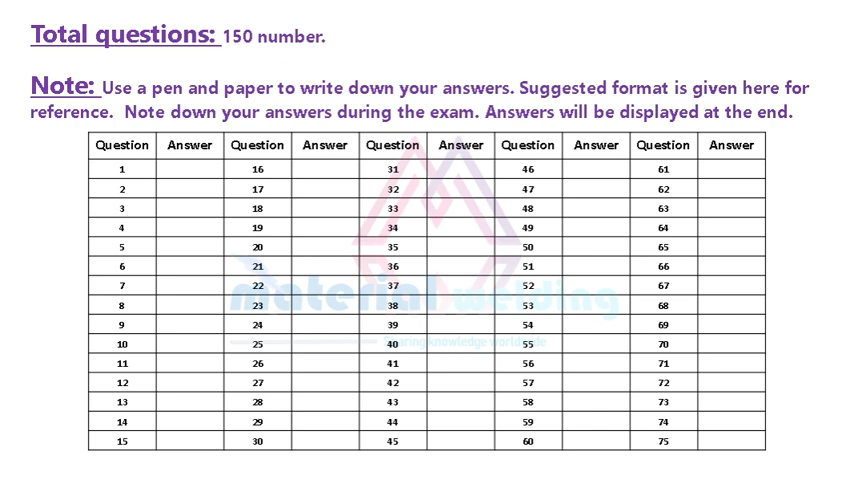 Total questions: 150 number.
Note: Use a pen and paper to write down your answers. Suggested format is given here for
reference. Note down your answers during the exam. Answers will be displayed at the end.
Question Answer Question Answer Question Answer Question Answer Question Answer
1 16 31 46 61
2 17 32 47 62
3 18 33 48 63
4 19 34 49 64
5 20 35 50 65
6 21 36 51 66
7 22 37 52 67
material welding
8 23 38 53 68
9 24 39 54 69
Sharing knowledge worldwide
10 25 40 55 70
11 26 41 56 71
12 27 42 57 72
13 28 43 58 73
14 29 44 59 74
15 30 45 60 75